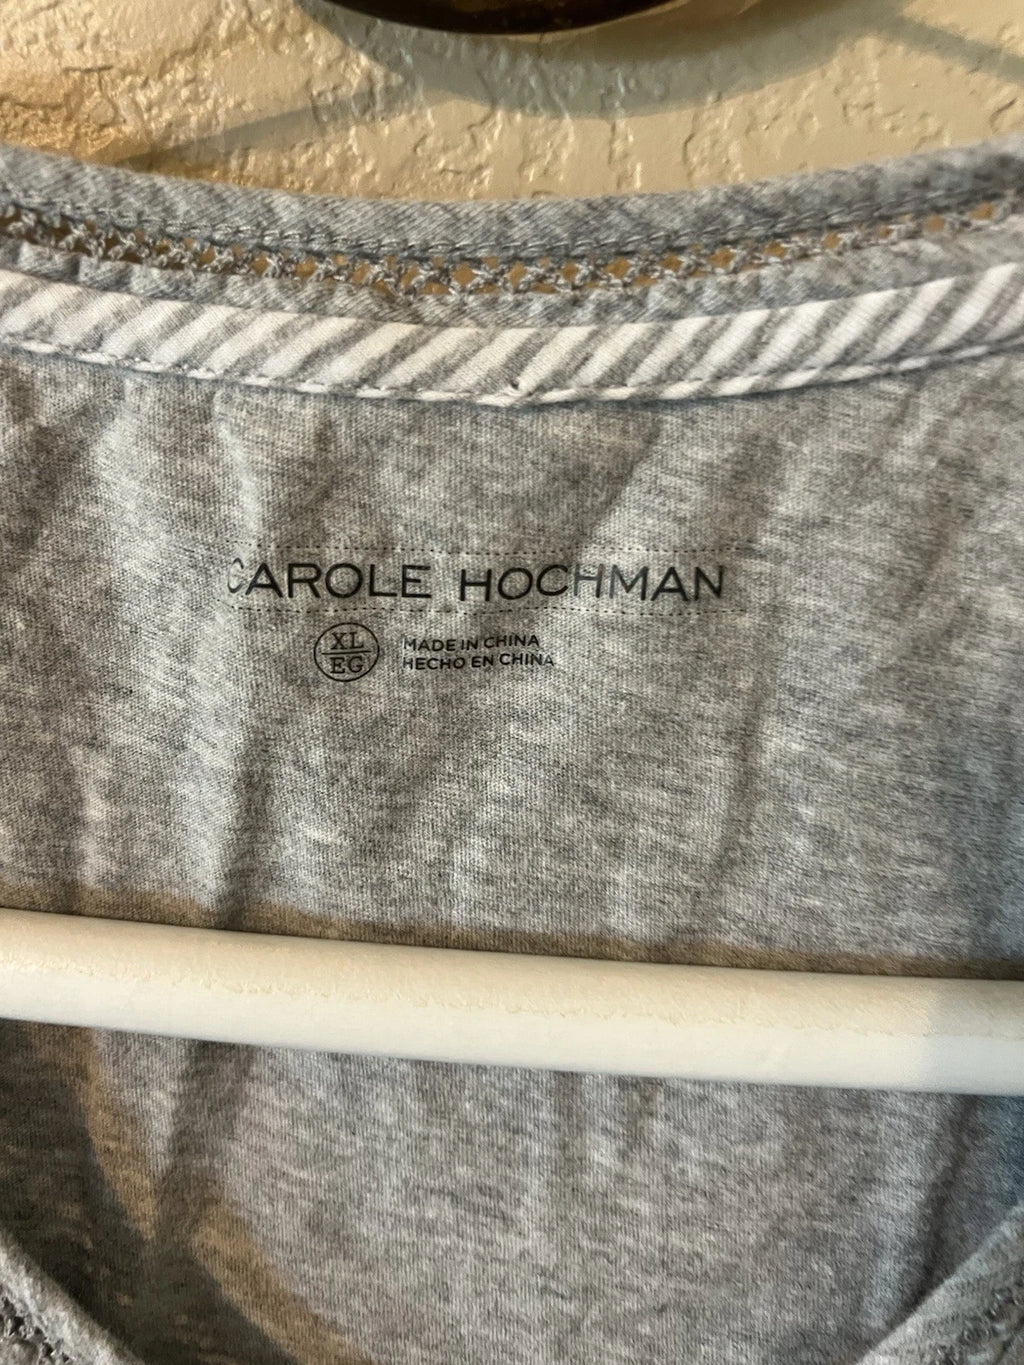 CAROLE HOCHMAN
XL
EG
MADE IN CHINA
HECHO EN CHINA